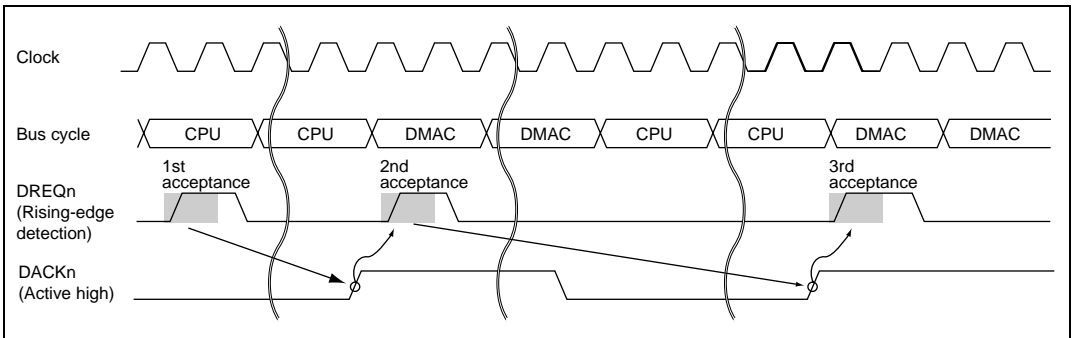 Clock
Bus cycle
CPU CPU DMAC DMAC CPU CPU DMAC DMAC
1st acceptance
2nd acceptance
3rd acceptance
DREQn
(Rising-edge
detection)
DACKn
(Active high)